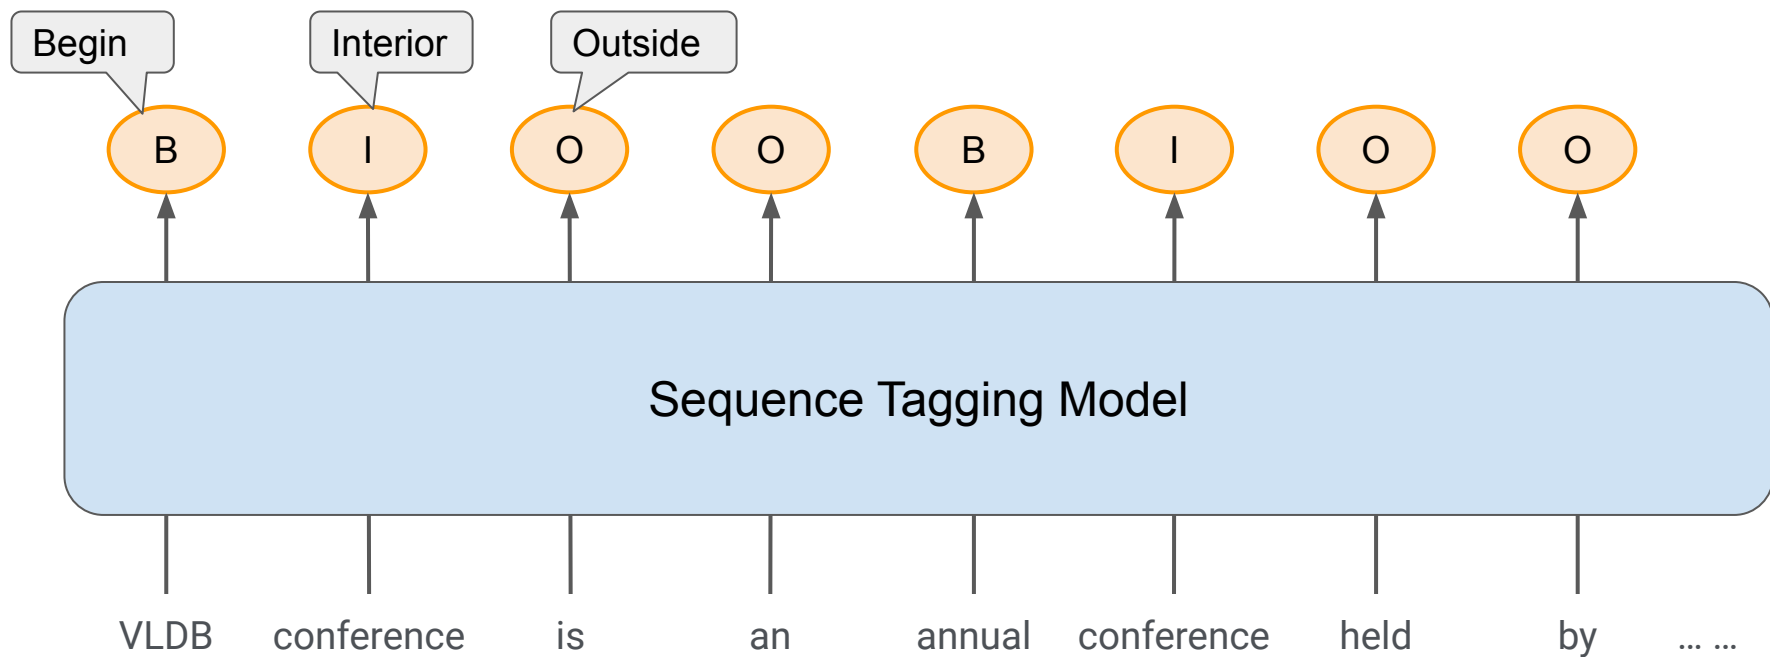 Begin Interior Outside
B I O O B I O O
Sequence Tagging Model
VLDB conference is an annual conference held by ... ...